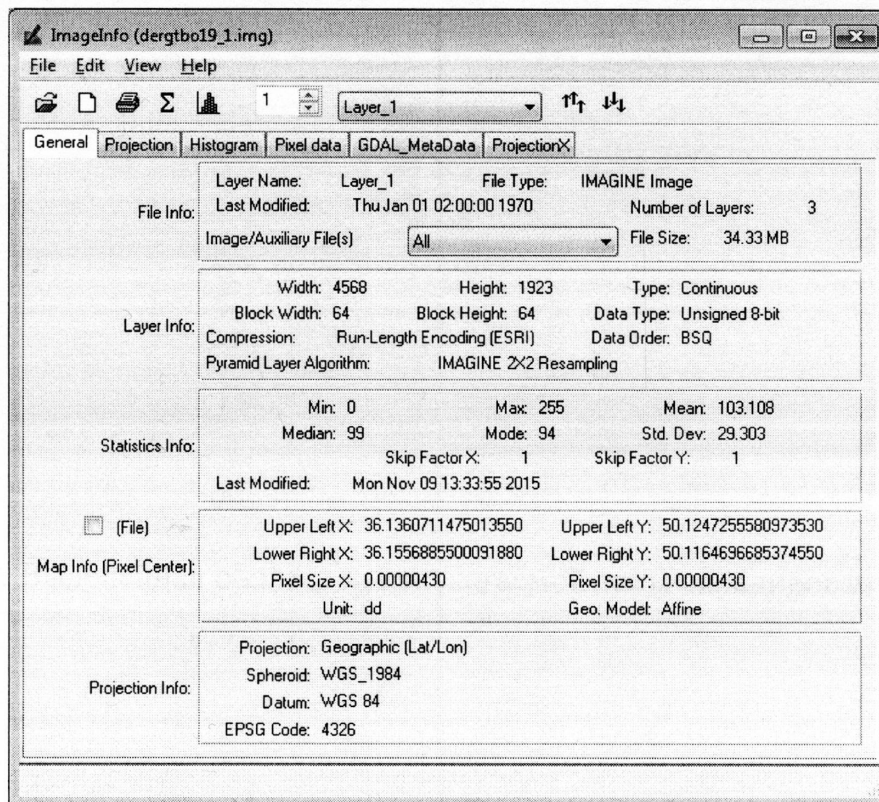 ImageInfo (dergtbo19_1.img)
File Edit View Help
1 Layer_1
General Projection Histogram Pixel data GDAL_MetaData ProjectionX
File Info:
Layer Name: Layer_1 File Type: IMAGINE Image
Last Modified: Thu Jan 01 02:00:00 1970 Number of Layers: 3
Image/Auxiliary File(s) All File Size: 34.33 MB
Layer Info:
Width: 4568 Height: 1923 Type: Continuous
Block Width: 64 Block Height: 64 Data Type: Unsigned 8-bit
Compression: Run-Length Encoding (ESRI) Data Order: BSQ
Pyramid Layer Algorithm: IMAGINE 2X2 Resampling
Statistics Info:
Min: 0 Max: 255 Mean: 103.108
Median: 99 Mode: 94 Std. Dev: 29.303
Skip Factor X: 1 Skip Factor Y: 1
Last Modified: Mon Nov 09 13:33:55 2015
(File)
Map Info (Pixel Center):
Upper Left X: 36.1360711475013550 Upper Left Y: 50.1247255580973530
Lower Right X: 36.1556885500091880 Lower Right Y: 50.1164696685374550
Pixel Size X: 0.00000430 Pixel Size Y: 0.00000430
Unit: dd Geo. Model: Affine
Projection Info:
Projection: Geographic (Lat/Lon)
Spheroid: WGS_1984
Datum: WGS 84
EPSG Code: 4326